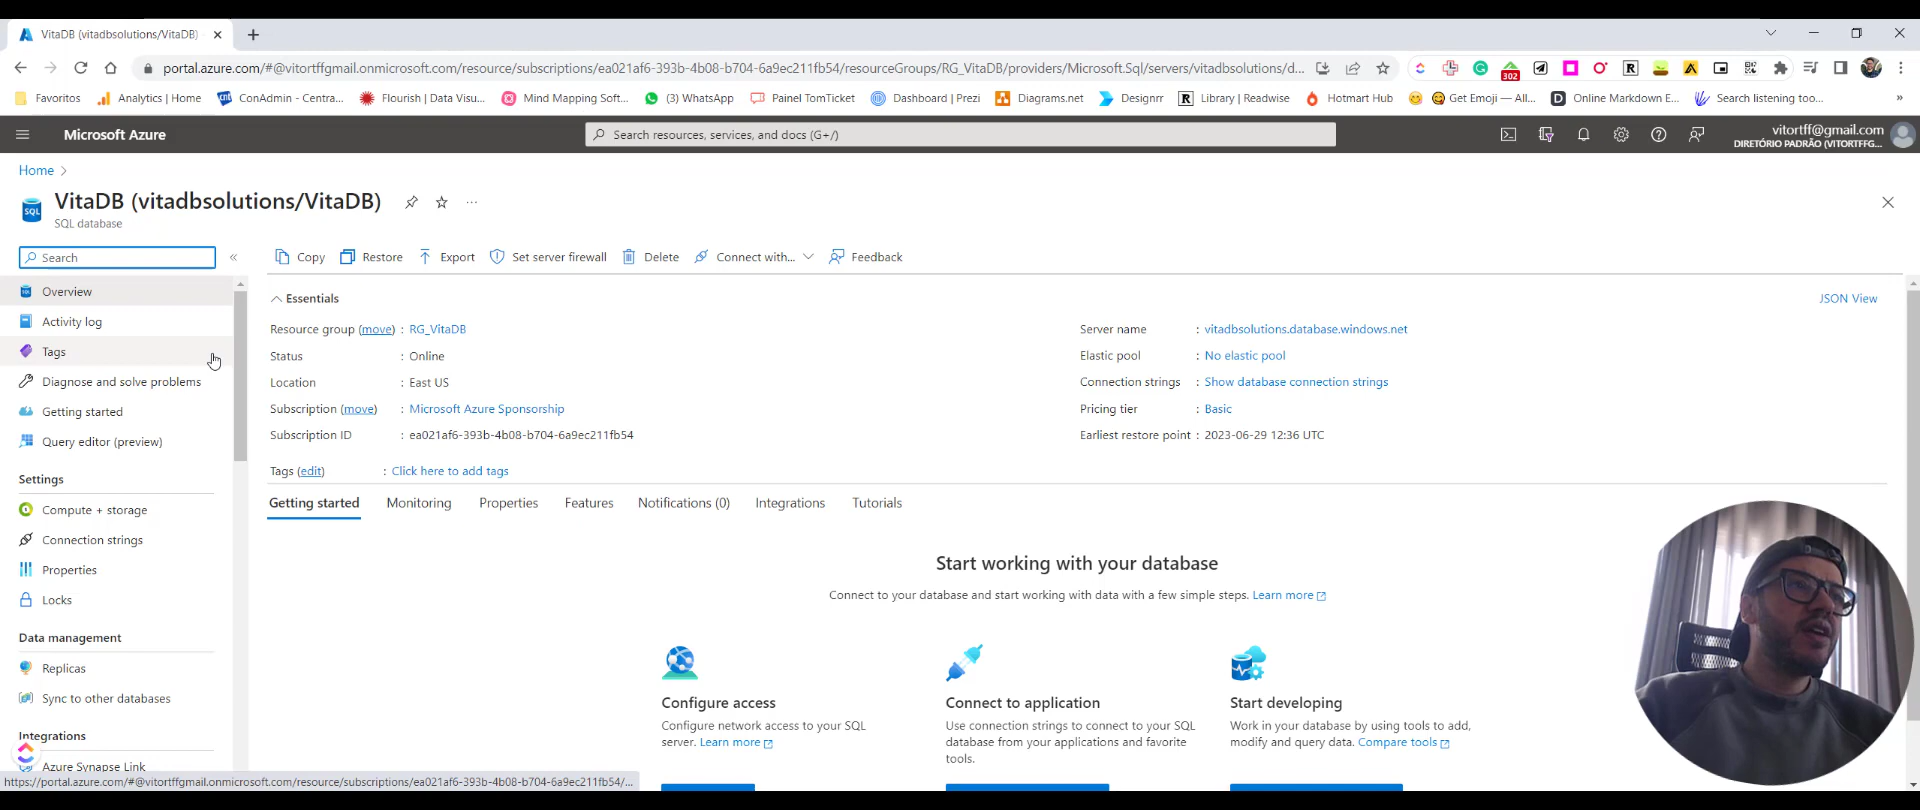 VitaDB (vitadbsolutions/VitaDB)
portal.azure.com/#@vitortffgmail.onmicrosoft.com/resource/subscriptions/ea021af6-393b-4b08-b704-6a9ec211fb54/resourceGroups/RG_VitaDB/providers/Microsoft.Sql/servers/vitadbsolutions/d...
302
Favoritos
Analytics | Home
ConAdmin - Centra...
Flourish | Data Visu...
Mind Mapping Soft...
(3) WhatsApp
Painel TomTicket
Dashboard | Prezi
Diagrams.net
Designrr
Library | Readwise
Hotmart Hub
Get Emoji — All...
Online Markdown E...
Search listening too...
»
Microsoft Azure
Search resources, services, and docs (G+/)
vitortff@gmail.com
DIRETÓRIO PADRÃO (VITORTFFG...
Home
VitaDB (vitadbsolutions/VitaDB)
...
SQL
SQL database
Search
«
Copy
Restore
Export
Set server firewall
Delete
Connect with...
Feedback
Overview
Activity log
Tags
Diagnose and solve problems
Getting started
Query editor (preview)
Settings
Compute + storage
Connection strings
Properties
Locks
Data management
Replicas
Sync to other databases
Integrations
Azure Synapse Link
Essentials
JSON View
Resource group (move) : RG_VitaDB
Status : Online
Location : East US
Subscription (move) : Microsoft Azure Sponsorship
Subscription ID : ea021af6-393b-4b08-b704-6a9ec211fb54
Server name : vitadbsolutions.database.windows.net
Elastic pool : No elastic pool
Connection strings : Show database connection strings
Pricing tier : Basic
Earliest restore point : 2023-06-29 12:36 UTC
Tags (edit) : Click here to add tags
Getting started
Monitoring
Properties
Features
Notifications (0)
Integrations
Tutorials
Start working with your database
Connect to your database and start working with data with a few simple steps. Learn more
Configure access
Configure network access to your SQL
server. Learn more
Connect to application
Use connection strings to connect to your SQL
database from your applications and favorite
tools.
Start developing
Work in your database by using tools to add,
modify and query data. Compare tools
https://portal.azure.com/#@vitortffgmail.onmicrosoft.com/resource/subscriptions/ea021af6-393b-4b08-b704-6a9ec211fb54/...